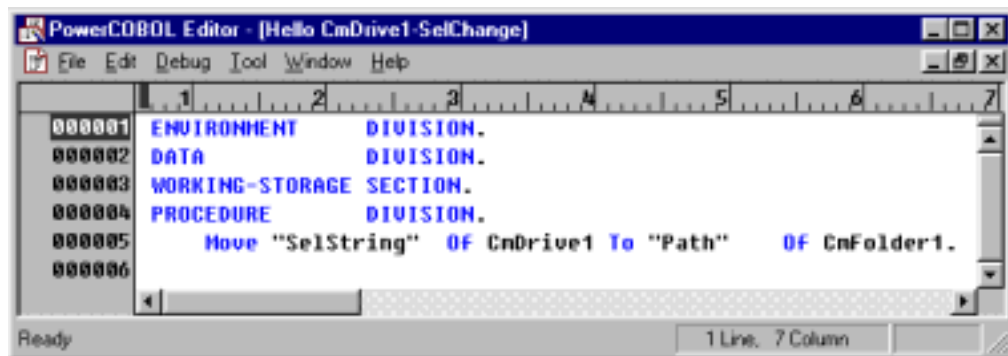 PowerCOBOL Editor - [Hello CmDrive1-SelChange]
File Edit Debug Tool Window Help
1 2 3 4 5 6 7
000001 ENVIRONMENT DIVISION.
000002 DATA DIVISION.
000003 WORKING-STORAGE SECTION.
000004 PROCEDURE DIVISION.
000005 Move "SelString" Of CmDrive1 To "Path" Of CmFolder1.
000006
Ready 1 Line, 7 Column